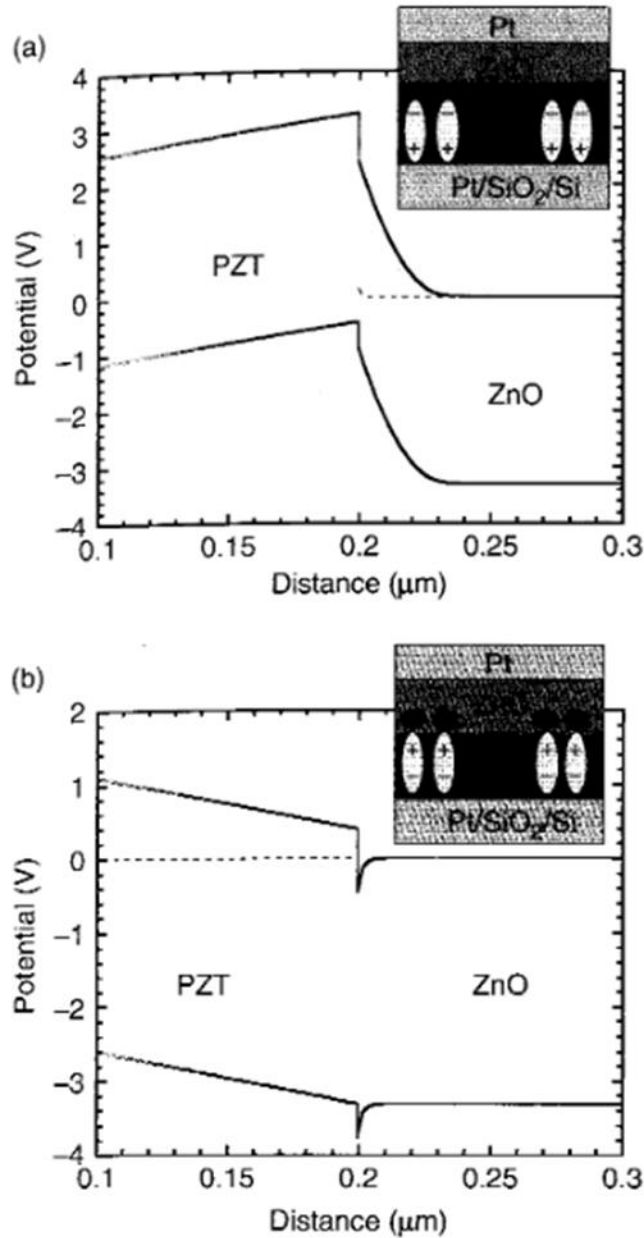 (a)
Pt
Pt/SiO₂/Si
4
3
2
1
0
−1
−2
−3
−4
Potential (V)
PZT
ZnO
0.1
0.15
0.2
0.25
0.3
Distance (μm)
(b)
Pt
Pt/SiO₂/Si
2
1
0
−1
−2
−3
−4
Potential (V)
PZT
ZnO
0.1
0.15
0.2
0.25
0.3
Distance (μm)